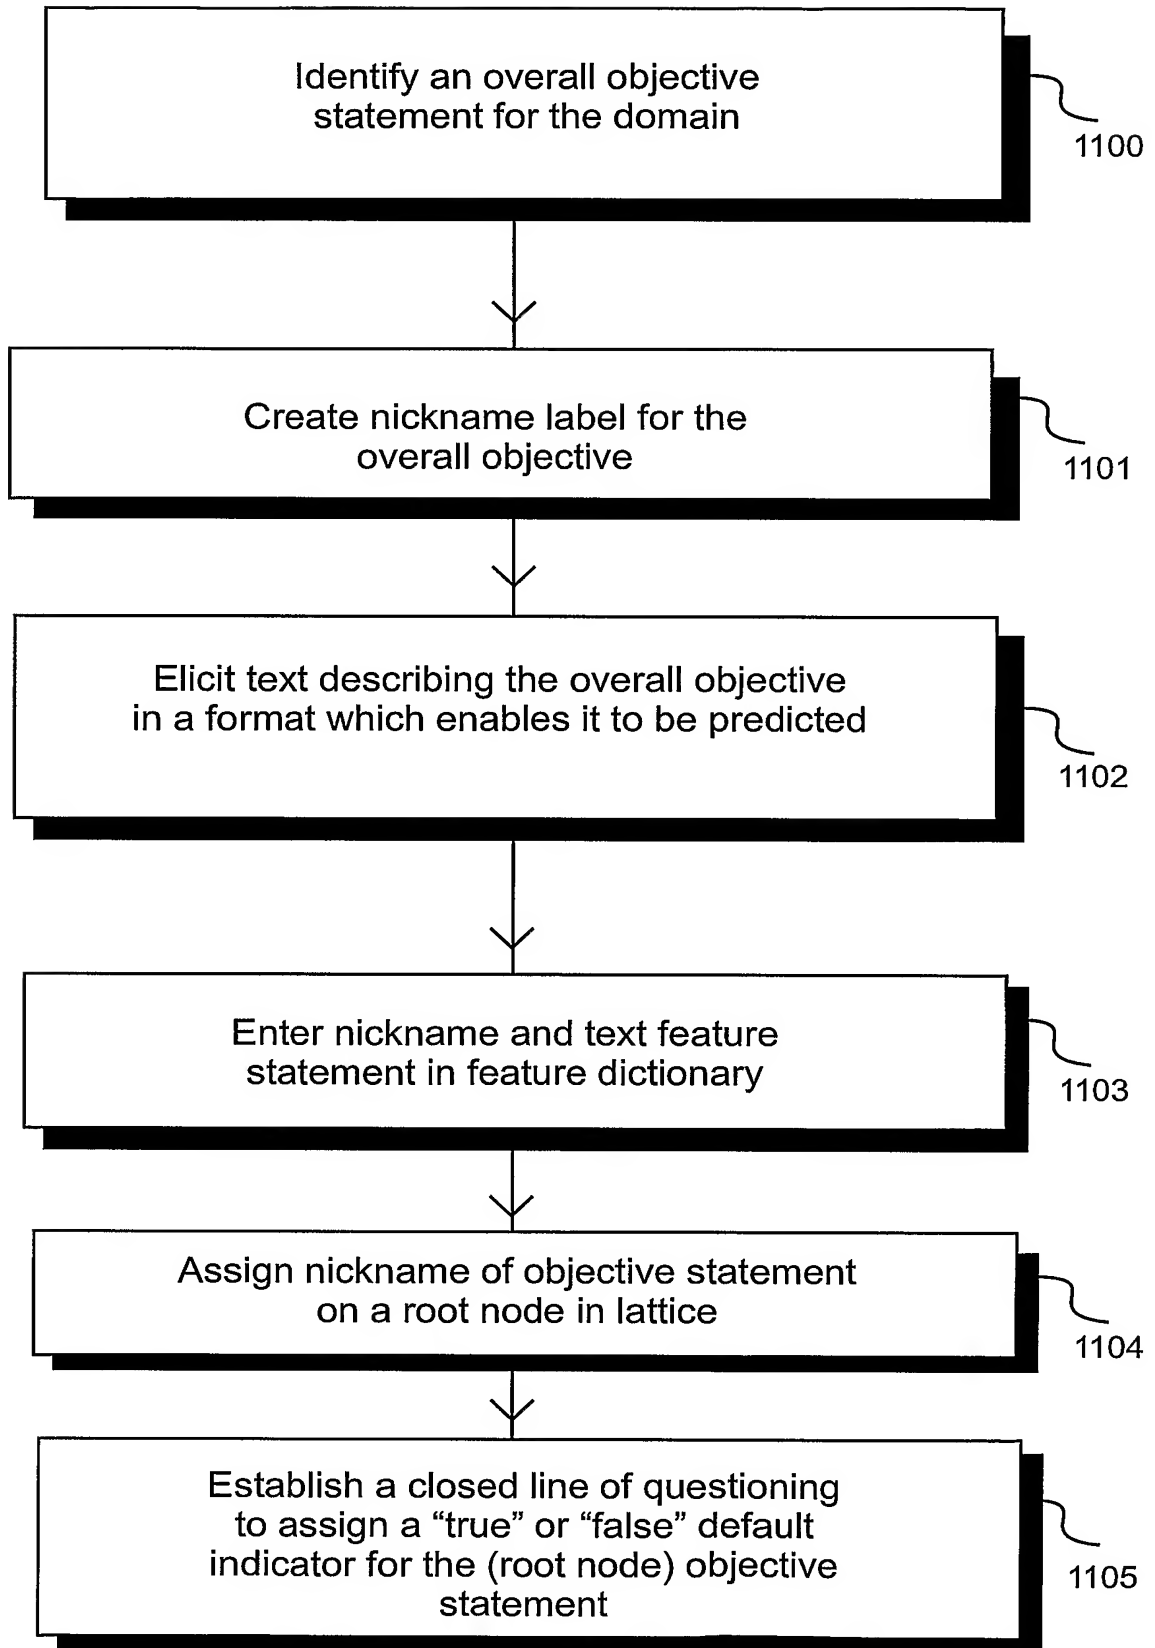 Identify an overall objective
statement for the domain
1100
Create nickname label for the
overall objective
1101
Elicit text describing the overall objective
in a format which enables it to be predicted
1102
Enter nickname and text feature
statement in feature dictionary
1103
Assign nickname of objective statement
on a root node in lattice
1104
Establish a closed line of questioning
to assign a “true” or “false” default
indicator for the (root node) objective
statement
1105